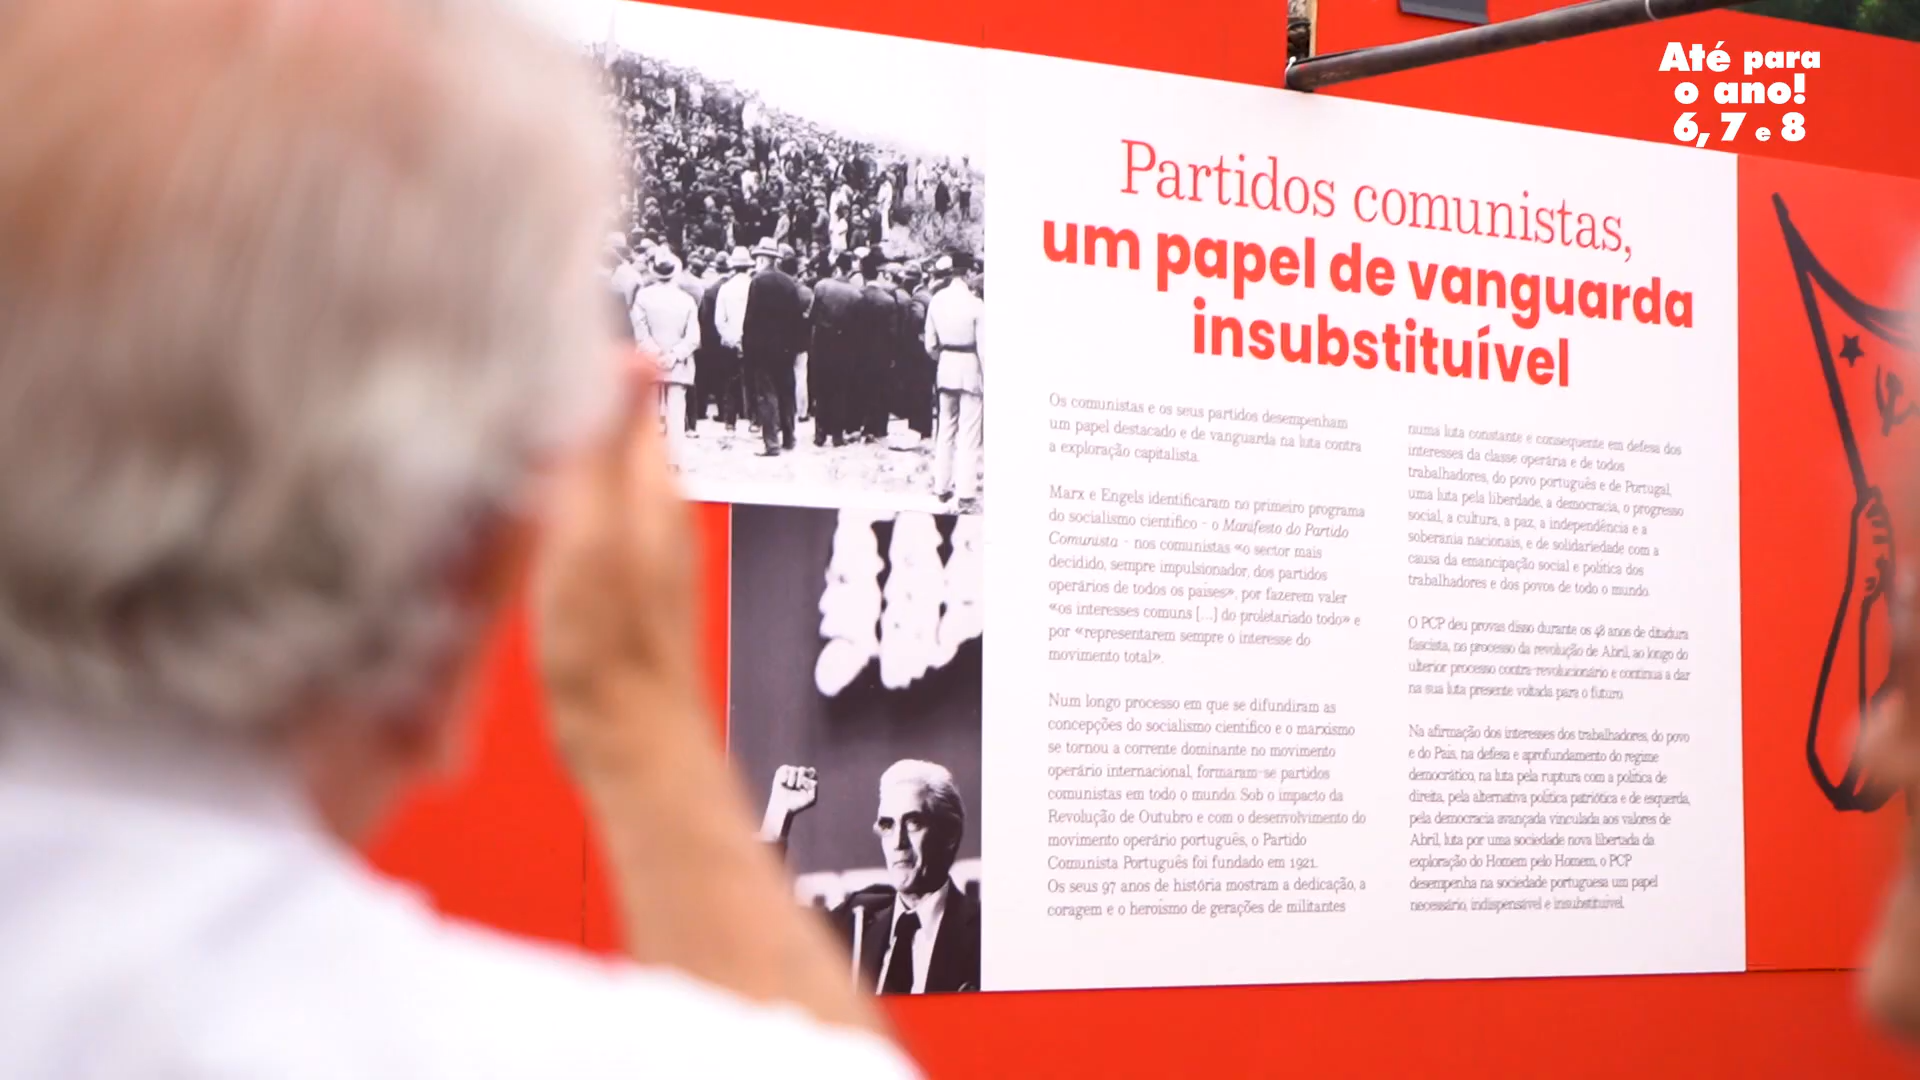 Até para
o ano!
6, 7 e 8
Partidos comunistas,
um papel de vanguarda
insubstituível
Os comunistas e os seus partidos desempenham
um papel destacado e de vanguarda na luta contra
a exploração capitalista.
Marx e Engels identificaram no primeiro programa
do socialismo científico - o Manifesto do Partido
Comunista - nos comunistas «o sector mais
decidido, sempre impulsionador, dos partidos
operários de todos os países», por fazerem valer
«os interesses comuns [...] do proletariado todo» e
por «representarem sempre o interesse do
movimento total».
Num longo processo em que se difundiram as
concepções do socialismo científico e o marxismo
se tornou a corrente dominante no movimento
operário internacional, formaram-se partidos
comunistas em todo o mundo. Sob o impacto da
Revolução de Outubro e com o desenvolvimento do
movimento operário português, o Partido
Comunista Português foi fundado em 1921.
Os seus 97 anos de história mostram a dedicação, a
coragem e o heroísmo de gerações de militantes
numa luta constante e consequente em defesa dos
interesses da classe operária e de todos
trabalhadores, do povo português e de Portugal,
uma luta pela liberdade, a democracia, o progresso
social, a cultura, a paz, a independência e a
soberania nacionais, e de solidariedade com a
causa da emancipação social e política dos
trabalhadores e dos povos de todo o mundo.
O PCP deu provas disso durante os 48 anos de ditadura
fascista, no processo da revolução de Abril, ao longo do
ulterior processo contra-revolucionário e continua a dar
na sua luta presente voltada para o futuro.
Na afirmação dos interesses dos trabalhadores, do povo
e do País, na defesa e aprofundamento do regime
democrático, na luta pela ruptura com a política de
direita, pela alternativa política patriótica e de esquerda,
pela democracia avançada vinculada aos valores de
Abril, luta por uma sociedade nova libertada da
exploração do Homem pelo Homem, o PCP
desempenha na sociedade portuguesa um papel
necessário, indispensável e insubstituível.